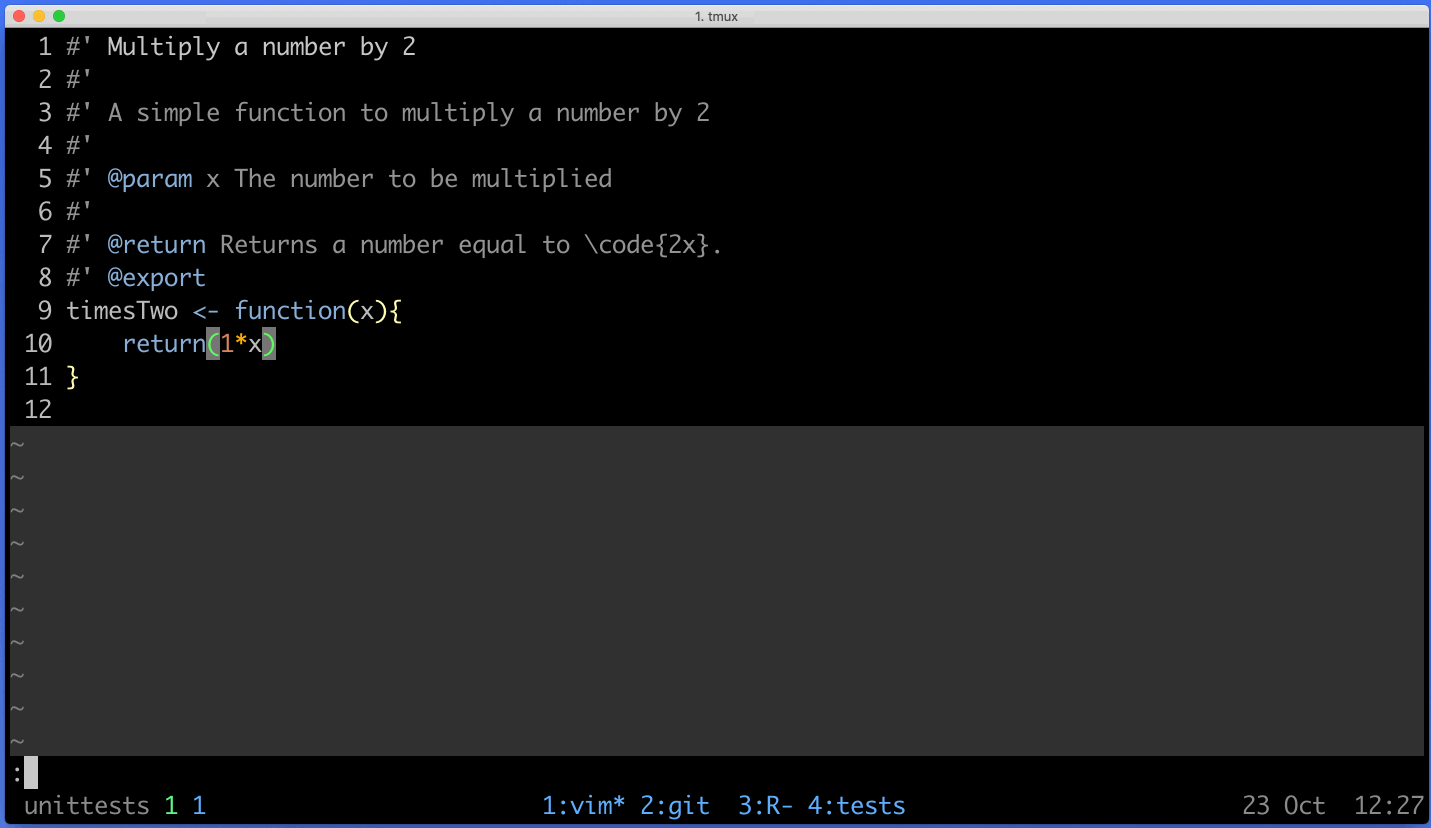 1. tmux
1 #' Multiply a number by 2
2 #'
3 #' A simple function to multiply a number by 2
4 #'
5 #' @param x The number to be multiplied
6 #'
7 #' @return Returns a number equal to \code{2x}.
8 #' @export
9 timesTwo <- function(x){
10     return(1*x)
11 }
12
~
~
~
~
~
~
~
~
~
~
:
unittests 1 1 1:vim* 2:git  3:R- 4:tests 23 Oct  12:27